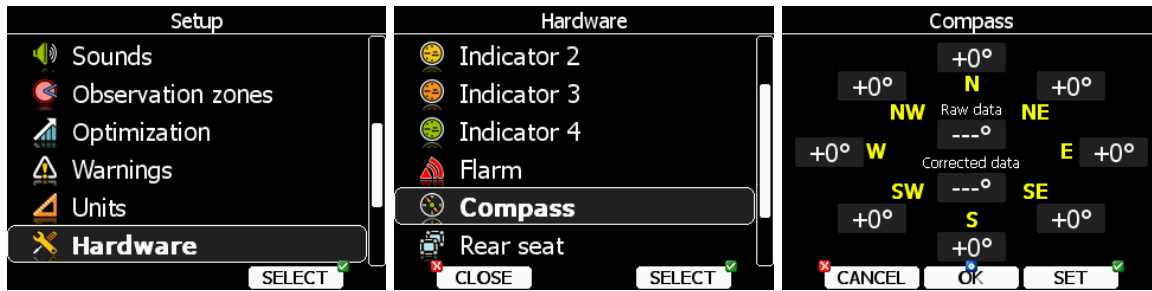 Setup
Sounds
Observation zones
Optimization
Warnings
Units
Hardware
SELECT
Hardware
Indicator 2
Indicator 3
Indicator 4
Flarm
Compass
Rear seat
CLOSE SELECT
Compass
+0°
+0° N +0°
NW Raw data NE
---°
+0° W E +0°
Corrected data
SW ---° SE
+0° S +0°
+0°
CANCEL OK SET